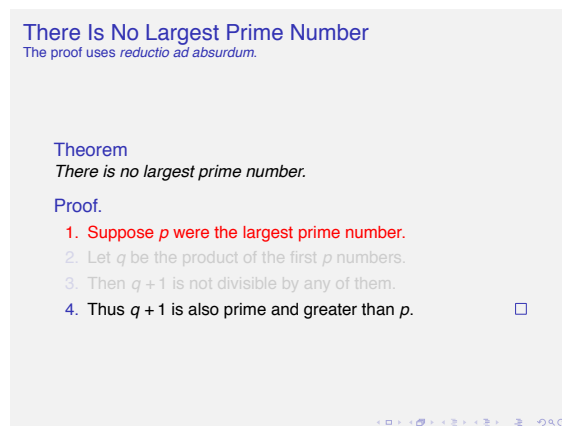 There Is No Largest Prime Number
The proof uses reductio ad absurdum.
Theorem
There is no largest prime number.
Proof.
1. Suppose p were the largest prime number.
2. Let q be the product of the first p numbers.
3. Then q + 1 is not divisible by any of them.
4. Thus q + 1 is also prime and greater than p.